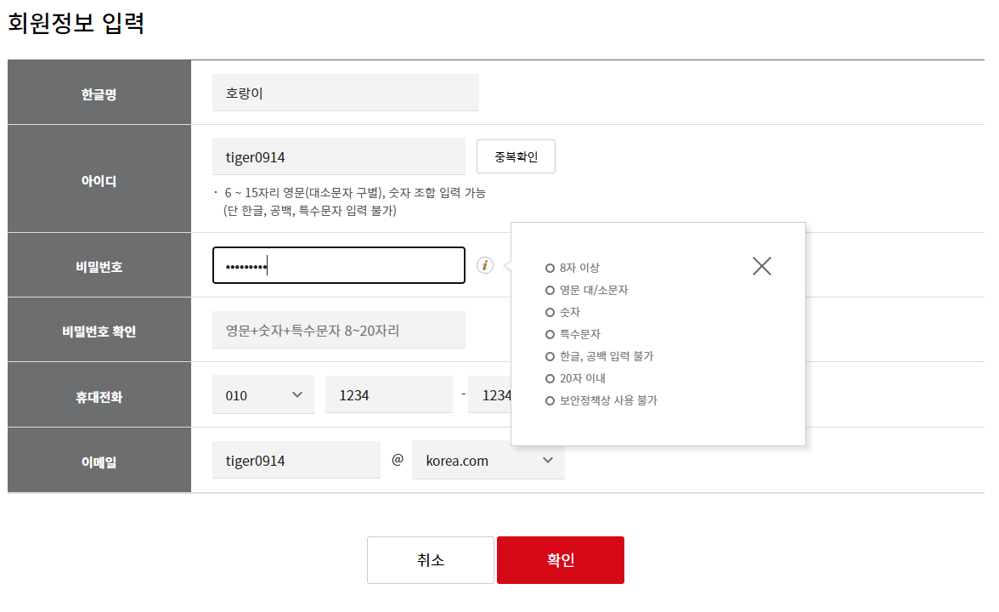 회원정보 입력
한글명
호랑이
아이디
tiger0914
중복확인
· 6 ~ 15자리 영문(대소문자 구별), 숫자 조합 입력 가능
(단 한글, 공백, 특수문자 입력 불가)
비밀번호
•••••••••
i
8자 이상
영문 대/소문자
숫자
특수문자
한글, 공백 입력 불가
20자 이내
보안정책상 사용 불가
비밀번호 확인
영문+숫자+특수문자 8~20자리
휴대전화
010
1234
-
1234
이메일
tiger0914
@
korea.com
취소
확인